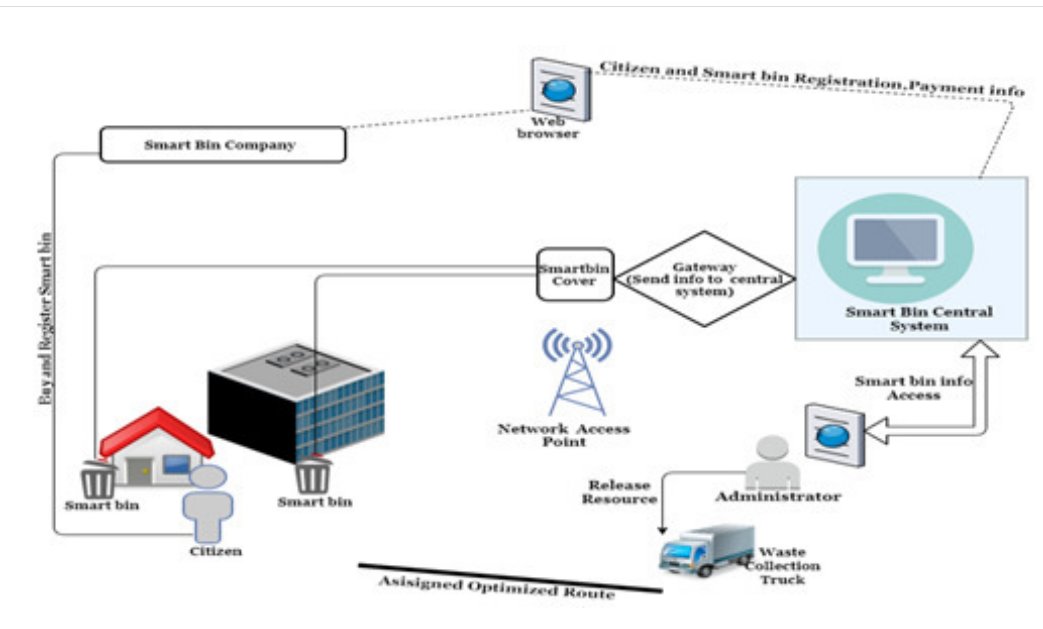 Citizen and Smart bin Registration,Payment info
Web
browser
Smart Bin Company
Buy and Register Smart bin
Smartbin
Cover
Gateway
(Send info to central
system)
Smart Bin Central
System
Smart bin info
Access
Network Access
Point
Smart bin
Smart bin
Citizen
Release
Resource
Administrator
Waste
Collection
Truck
Asisigned Optimized Route